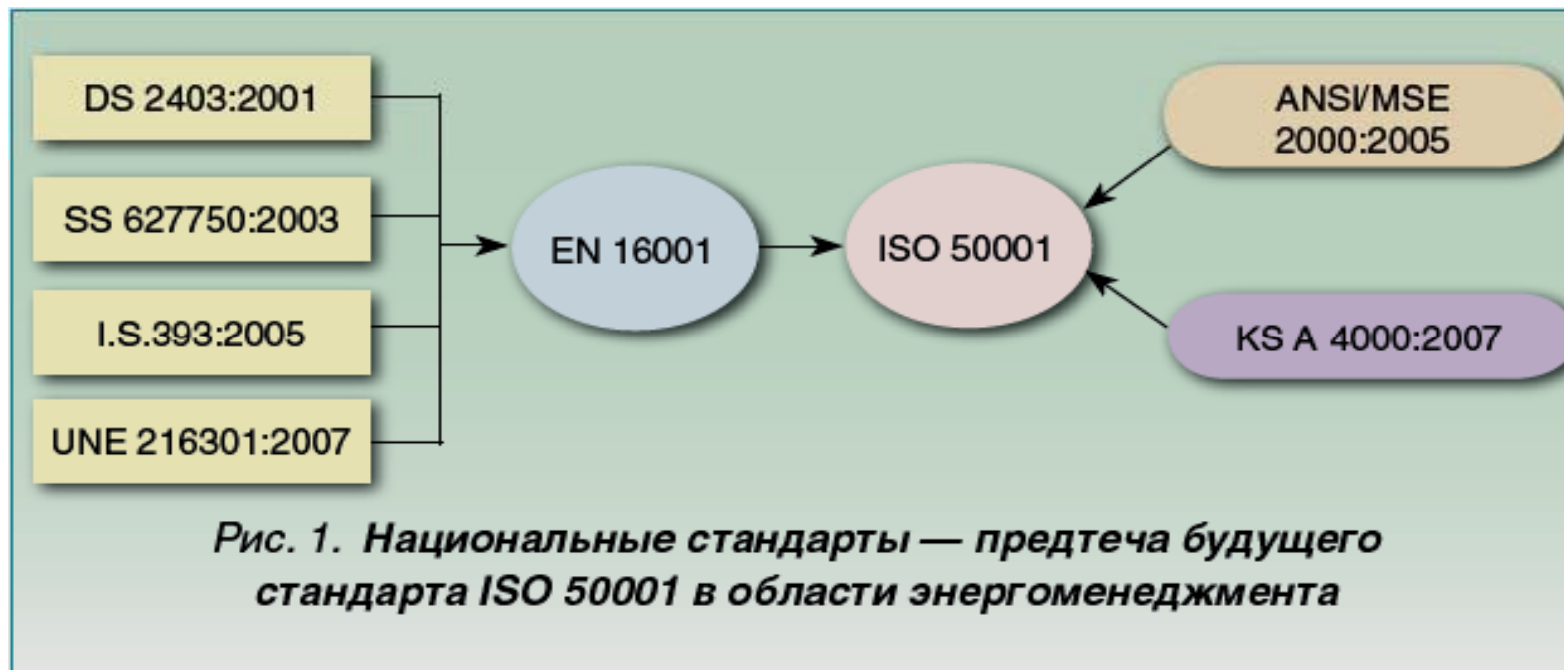 DS 2403:2001
SS 627750:2003
I.S.393:2005
UNE 216301:2007
EN 16001
ISO 50001
ANSI/MSE
2000:2005
KS A 4000:2007
Рис. 1. Национальные стандарты — предтеча будущего
стандарта ISO 50001 в области энергоменеджмента